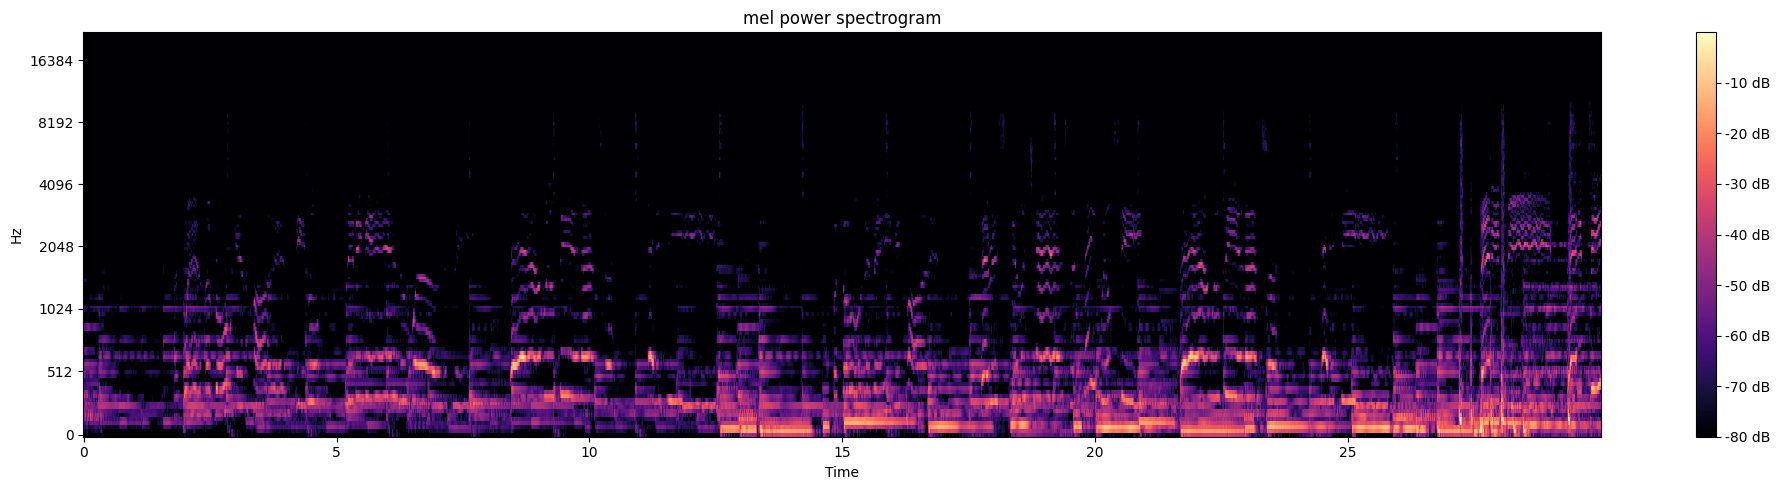 mel power spectrogram
16384
8192
4096
2048
1024
512
0
Hz
0 5 10 15 20 25
Time
-10 dB
-20 dB
-30 dB
-40 dB
-50 dB
-60 dB
-70 dB
-80 dB